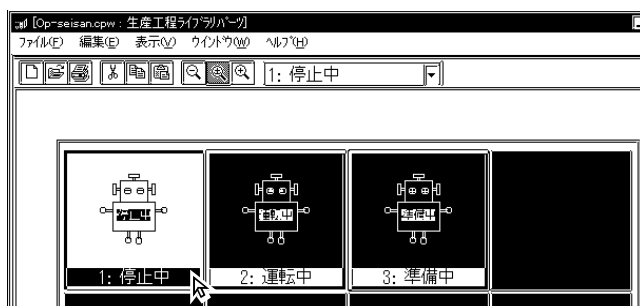 [Op-seisan.cpw : 生産工程ライブラリパーツ]
ファイル(F) 編集(E) 表示(V) ウインドウ(W) ヘルプ(H)
1: 停止中
停止中 運転中 準備中
1: 停止中 2: 運転中 3: 準備中